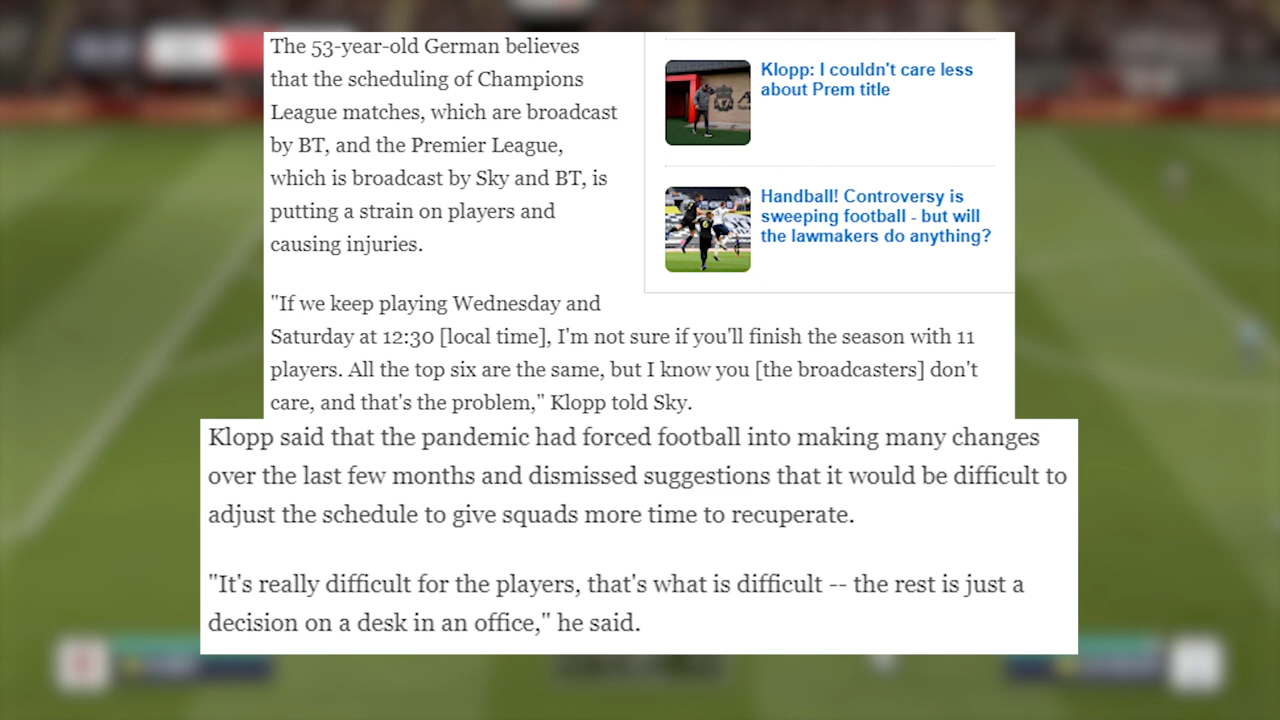 The 53-year-old German believes
that the scheduling of Champions
League matches, which are broadcast
by BT, and the Premier League,
which is broadcast by Sky and BT, is
putting a strain on players and
causing injuries.
Klopp: I couldn't care less
about Prem title
Handball! Controversy is
sweeping football - but will
the lawmakers do anything?
"If we keep playing Wednesday and
Saturday at 12:30 [local time], I'm not sure if you'll finish the season with 11
players. All the top six are the same, but I know you [the broadcasters] don't
care, and that's the problem," Klopp told Sky.
Klopp said that the pandemic had forced football into making many changes
over the last few months and dismissed suggestions that it would be difficult to
adjust the schedule to give squads more time to recuperate.
"It's really difficult for the players, that's what is difficult -- the rest is just a
decision on a desk in an office," he said.